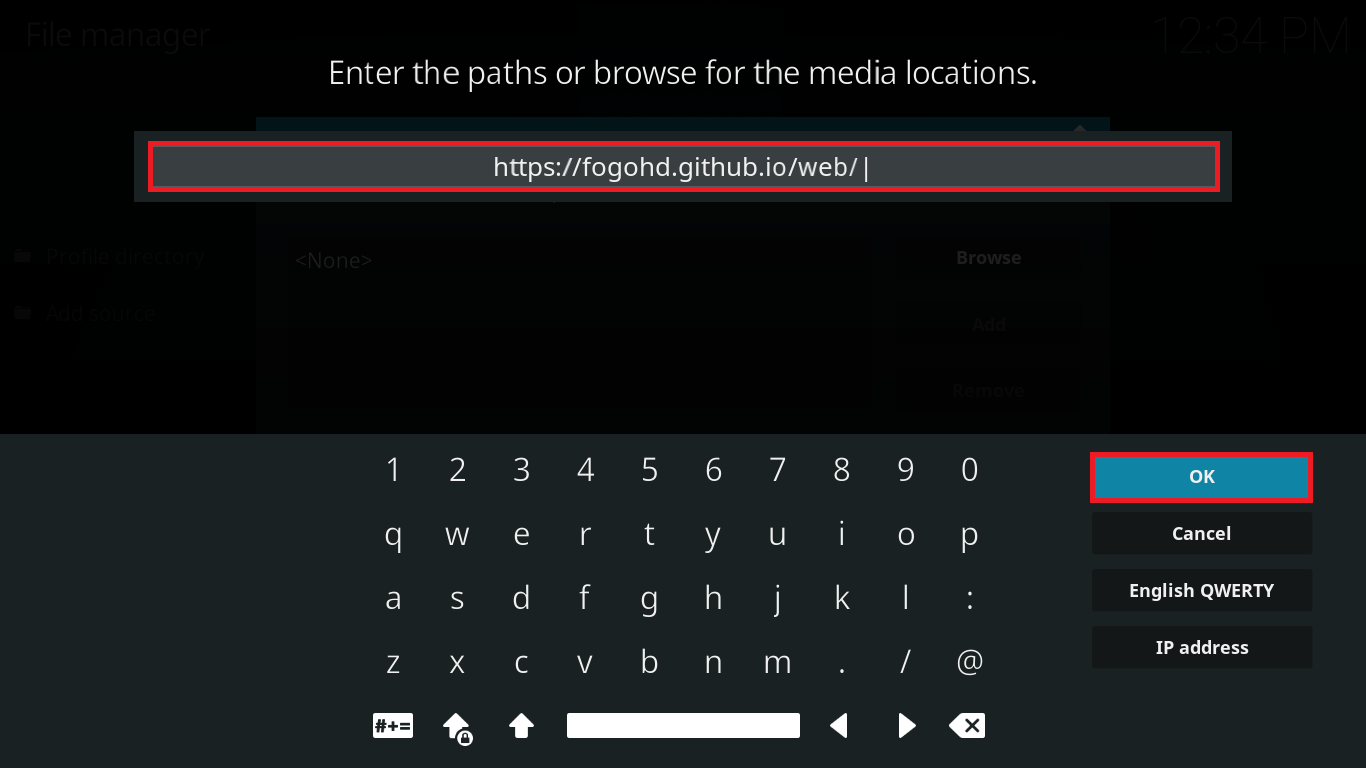 File manager
12:34 PM
Enter the paths or browse for the media locations.
https://fogohd.github.io/web/
Profile directory
<None>
Browse
Add source
Add
Remove
1 2 3 4 5 6 7 8 9 0
OK
q w e r t y u i o p
Cancel
a s d f g h j k l :
English QWERTY
z x c v b n m . / @
IP address
#+=